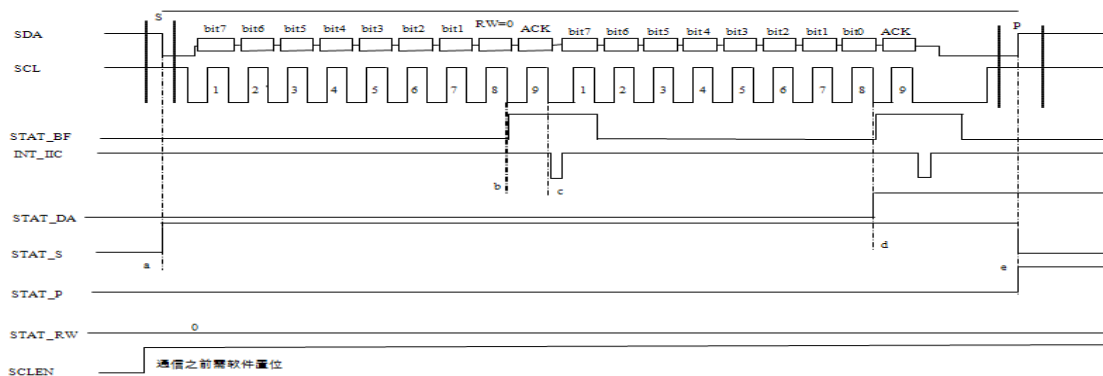 S
P
SDA
bit7 bit6 bit5 bit4 bit3 bit2 bit1 RW=0 ACK bit7 bit6 bit5 bit4 bit3 bit2 bit1 bit0 ACK
SCL
1 2 3 4 5 6 7 8 9 1 2 3 4 5 6 7 8 9
STAT_BF
INT_IIC
b c
STAT_DA
d
STAT_S
a e
STAT_P
0
STAT_RW
通信之前需软件置位
SCLEN